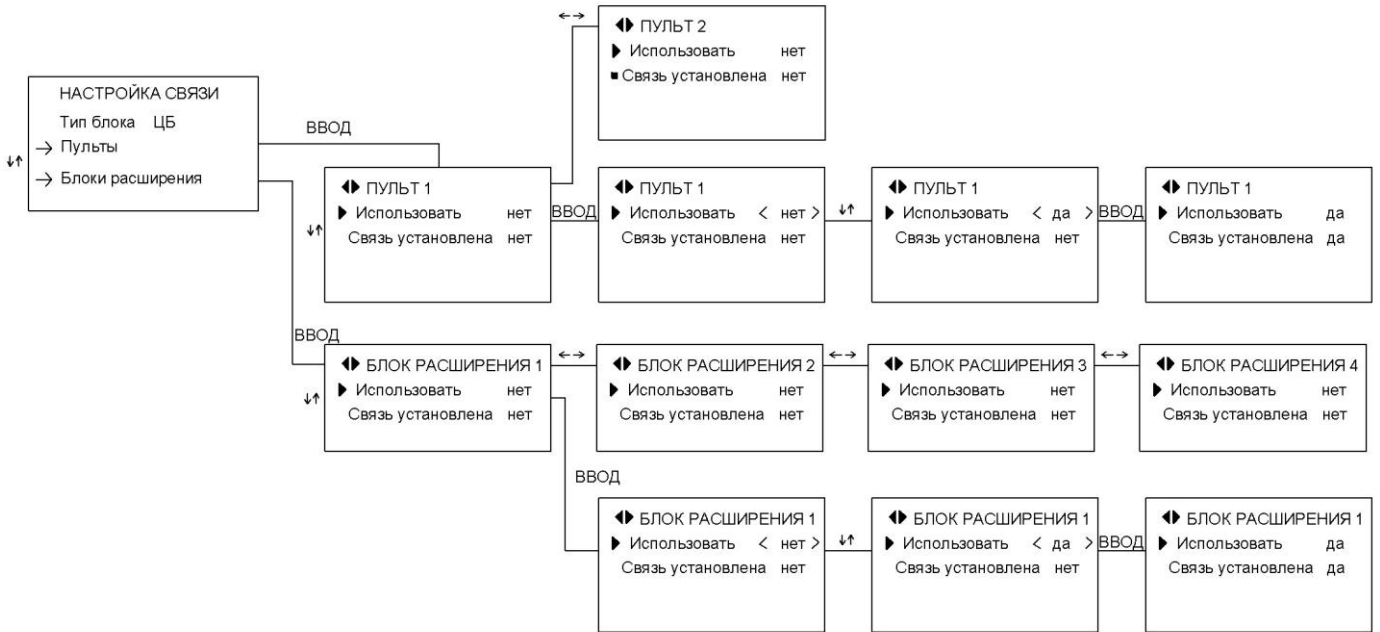 НАСТРОЙКА СВЯЗИ
Тип блока ЦБ
→ Пульты
→ Блоки расширения
↓↑
ВВОД
←→
ПУЛЬТ 2
Использовать нет
Связь установлена нет
ПУЛЬТ 1
Использовать нет
Связь установлена нет
↓↑
ВВОД
ПУЛЬТ 1
Использовать < нет >
Связь установлена нет
↓↑
ПУЛЬТ 1
Использовать < да >
Связь установлена нет
ВВОД
ПУЛЬТ 1
Использовать да
Связь установлена да
ВВОД
БЛОК РАСШИРЕНИЯ 1
Использовать нет
Связь установлена нет
↓↑
←→
БЛОК РАСШИРЕНИЯ 2
Использовать нет
Связь установлена нет
←→
БЛОК РАСШИРЕНИЯ 3
Использовать нет
Связь установлена нет
←→
БЛОК РАСШИРЕНИЯ 4
Использовать нет
Связь установлена нет
ВВОД
БЛОК РАСШИРЕНИЯ 1
Использовать < нет >
Связь установлена нет
↓↑
БЛОК РАСШИРЕНИЯ 1
Использовать < да >
Связь установлена нет
ВВОД
БЛОК РАСШИРЕНИЯ 1
Использовать да
Связь установлена да